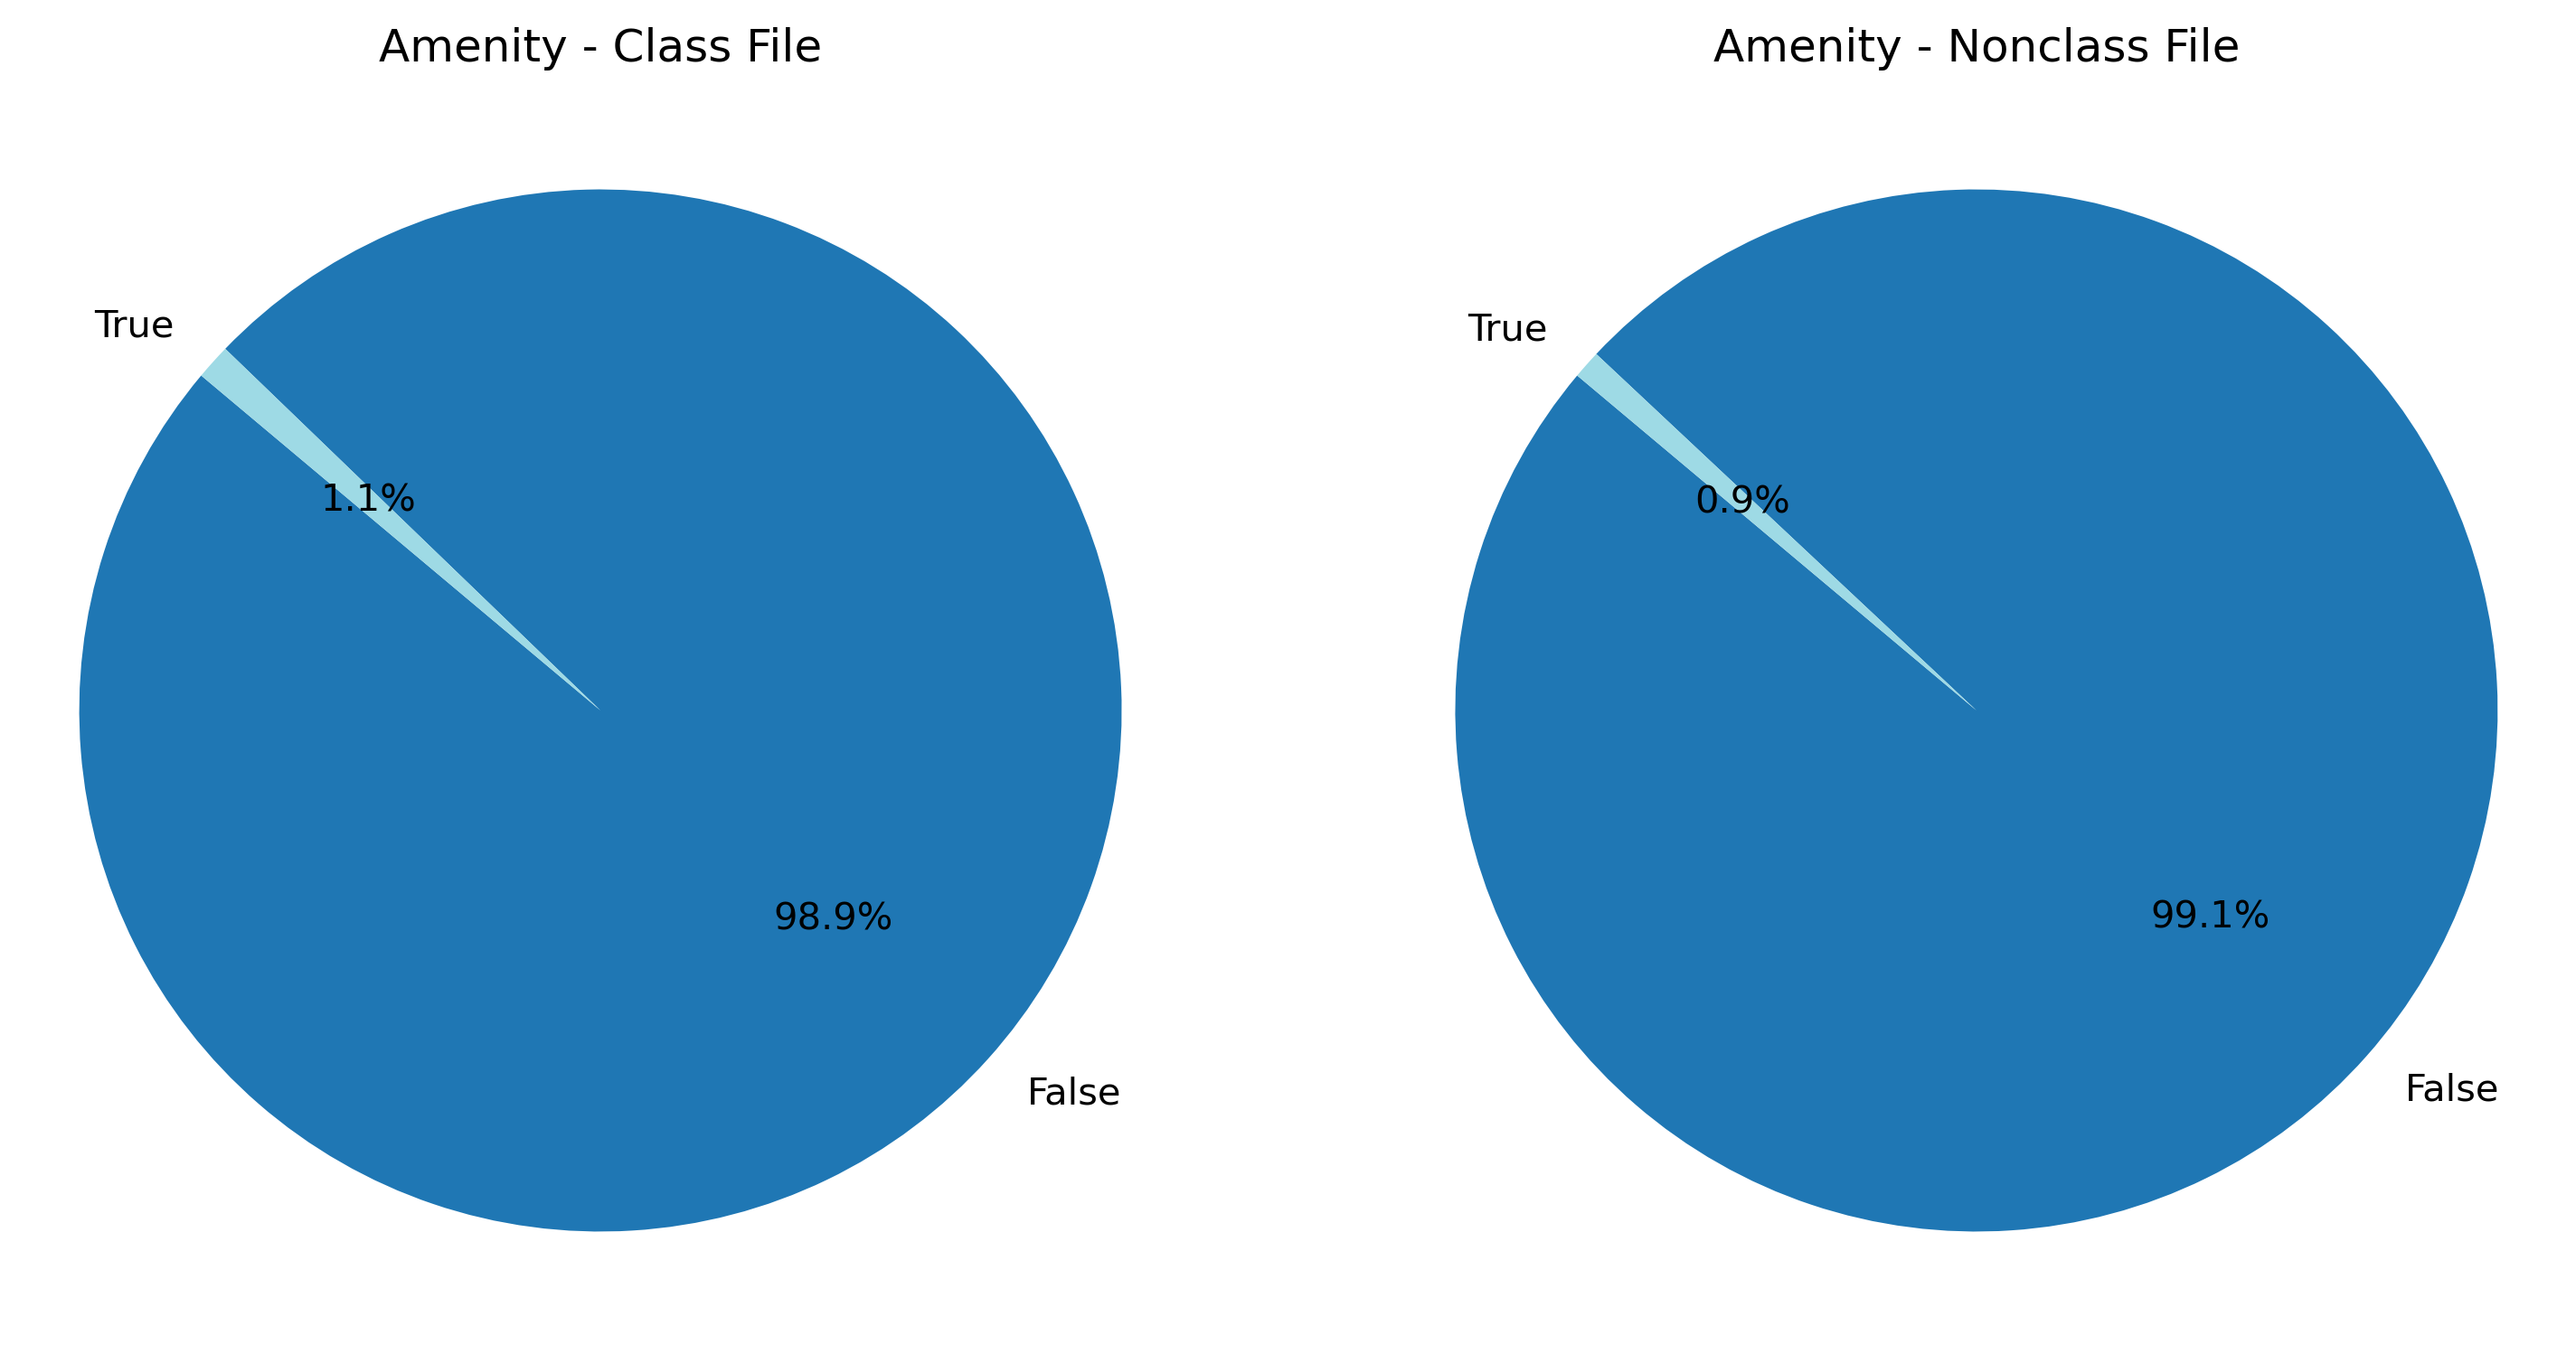 Amenity - Class File
True
1.1%
98.9%
False
Amenity - Nonclass File
True
0.9%
99.1%
False